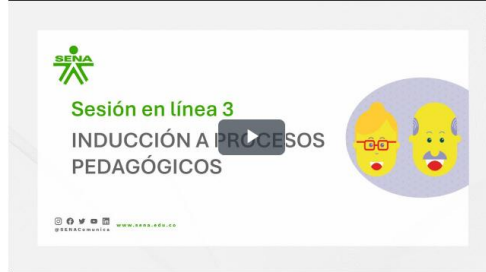 SENA
Sesión en línea 3
INDUCCIÓN A PROCESOS
PEDAGÓGICOS
@SENAComunica www.sena.edu.co